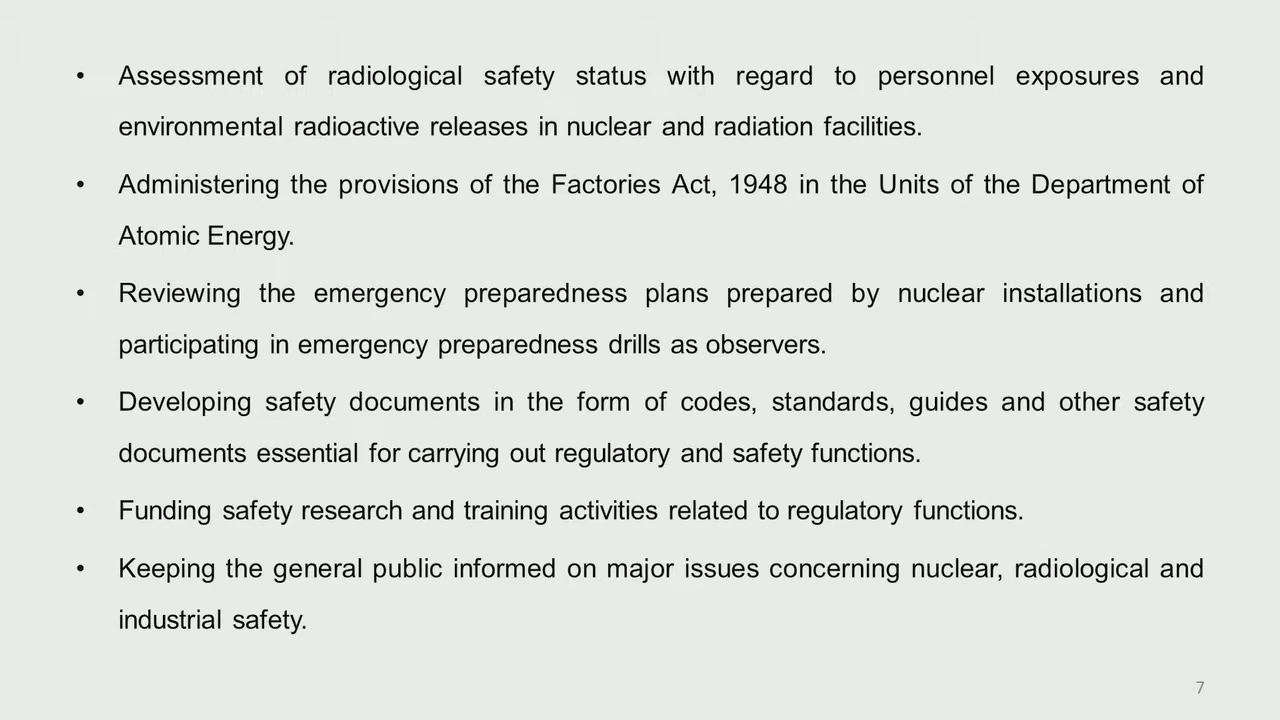 • Assessment of radiological safety status with regard to personnel exposures and
environmental radioactive releases in nuclear and radiation facilities.
• Administering the provisions of the Factories Act, 1948 in the Units of the Department of
Atomic Energy.
• Reviewing the emergency preparedness plans prepared by nuclear installations and
participating in emergency preparedness drills as observers.
• Developing safety documents in the form of codes, standards, guides and other safety
documents essential for carrying out regulatory and safety functions.
• Funding safety research and training activities related to regulatory functions.
• Keeping the general public informed on major issues concerning nuclear, radiological and
industrial safety.
7